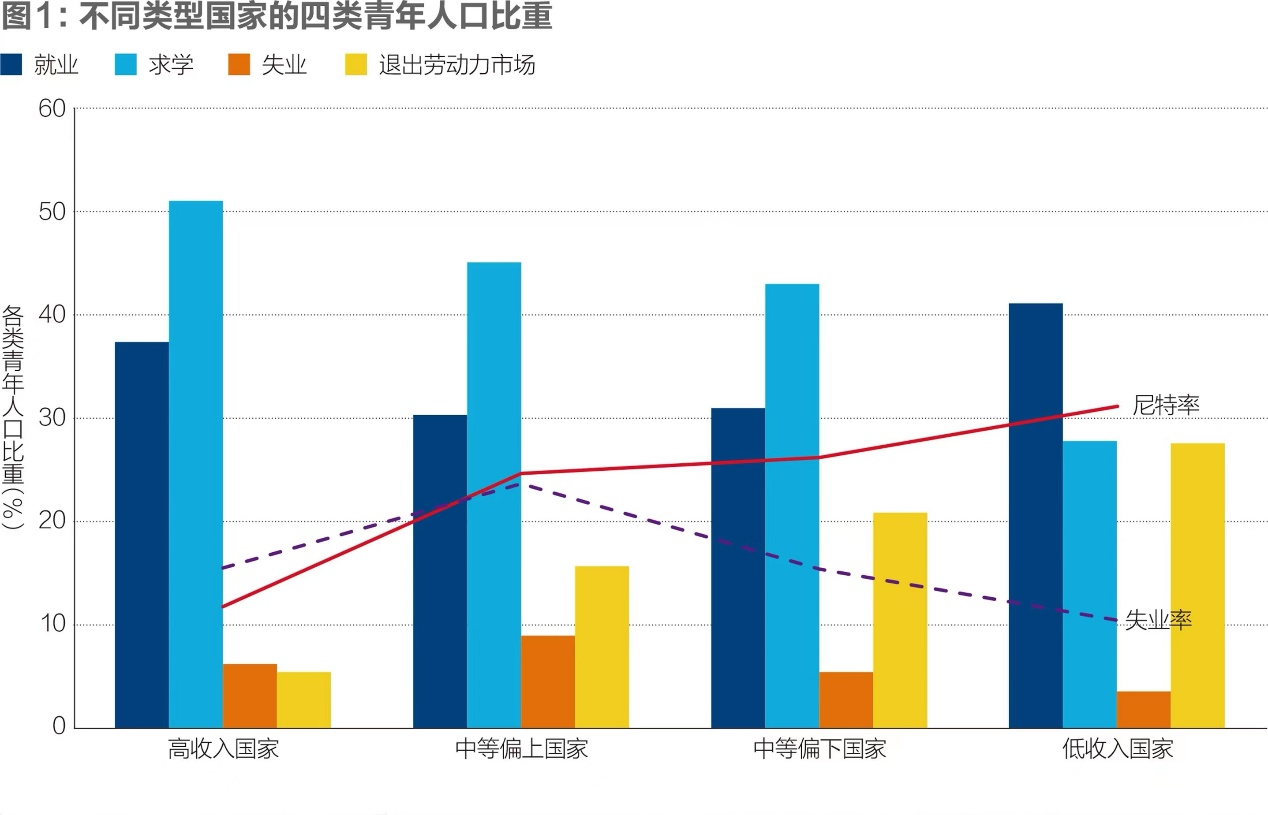 图1：不同类型国家的四类青年人口比重
就业 求学 失业 退出劳动力市场
各类青年人口比重（%）
60
50
40
30
20
10
0
尼特率
失业率
高收入国家 中等偏上国家 中等偏下国家 低收入国家